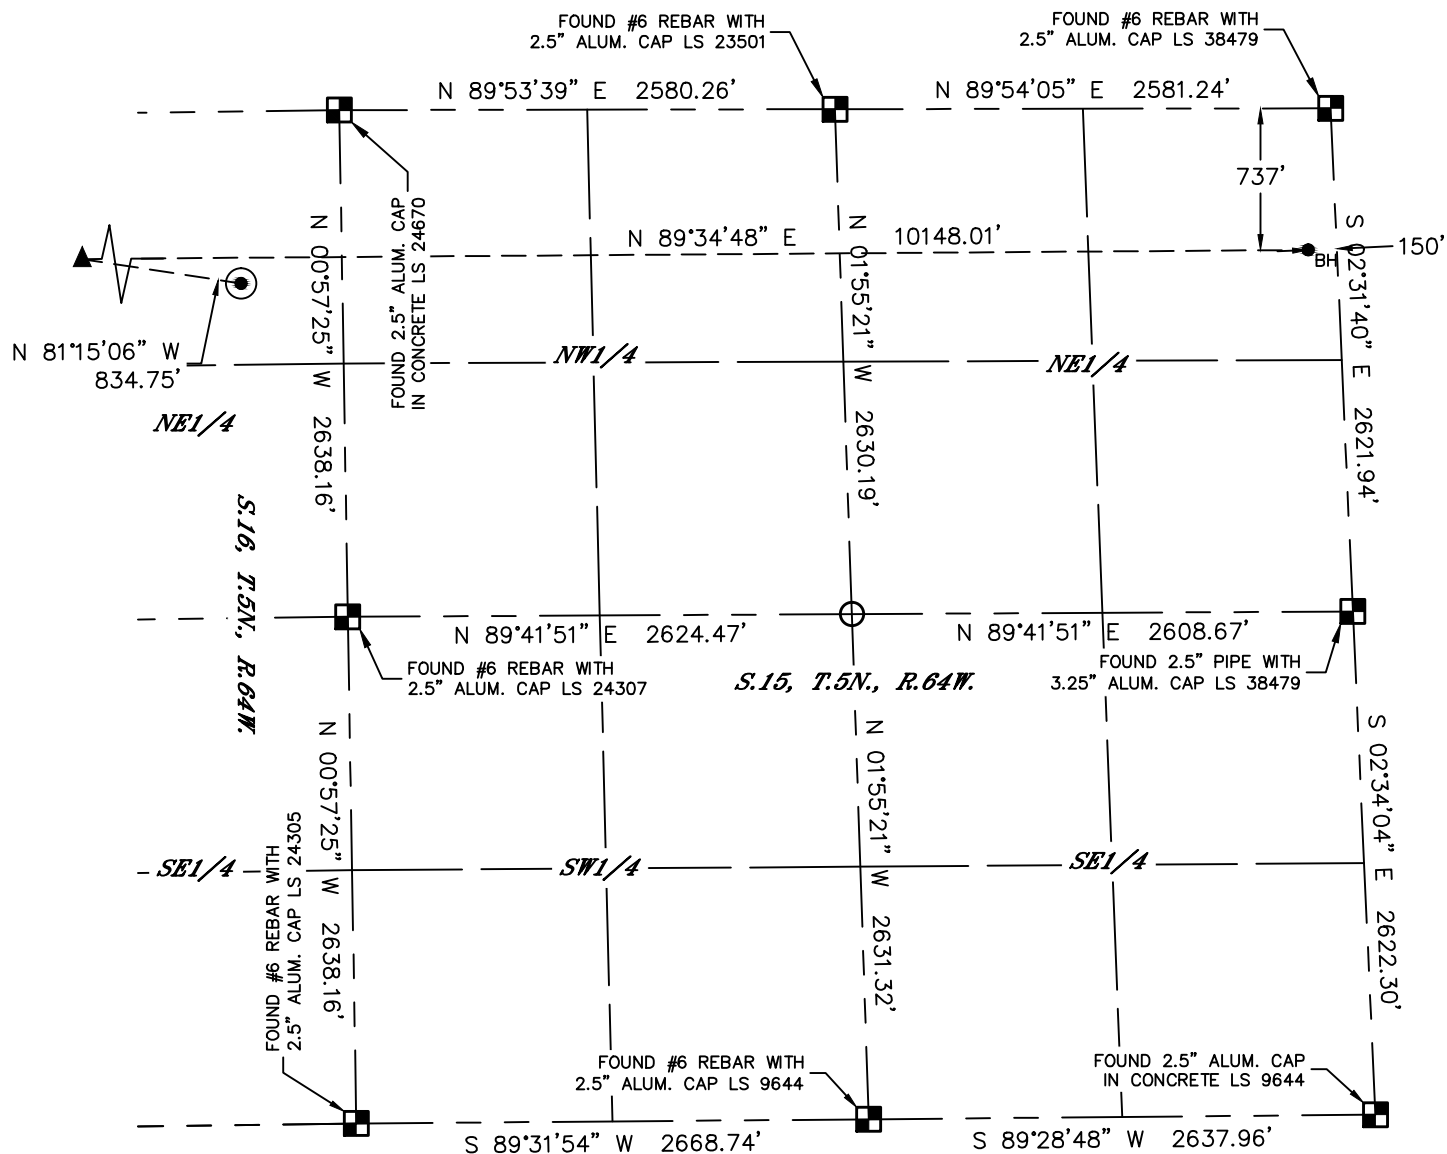 FOUND #6 REBAR WITH
2.5" ALUM. CAP LS 23501
FOUND #6 REBAR WITH
2.5" ALUM. CAP LS 38479
N 89°53'39" E 2580.26'
N 89°54'05" E 2581.24'
737'
FOUND 2.5" ALUM. CAP
IN CONCRETE LS 24670
N 00°57'25" W 2638.16'
N 89°34'48" E 10148.01'
N 01°55'21" W 2630.19'
BH
150'
S 02°31'40" E 2621.94'
N 81°15'06" W
834.75'
NW1/4
NE1/4
NE1/4
S.16, T.5N., R.64W.
N 89°41'51" E 2624.47'
N 89°41'51" E 2608.67'
FOUND #6 REBAR WITH
2.5" ALUM. CAP LS 24307
S.15, T.5N., R.64W.
FOUND 2.5" PIPE WITH
3.25" ALUM. CAP LS 38479
N 00°57'25" W 2638.16'
N 01°55'21" W 2631.32'
S 02°34'04" E 2622.30'
SE1/4
SW1/4
SE1/4
FOUND #6 REBAR WITH
2.5" ALUM. CAP LS 24305
FOUND #6 REBAR WITH
2.5" ALUM. CAP LS 9644
FOUND 2.5" ALUM. CAP
IN CONCRETE LS 9644
S 89°31'54" W 2668.74'
S 89°28'48" W 2637.96'